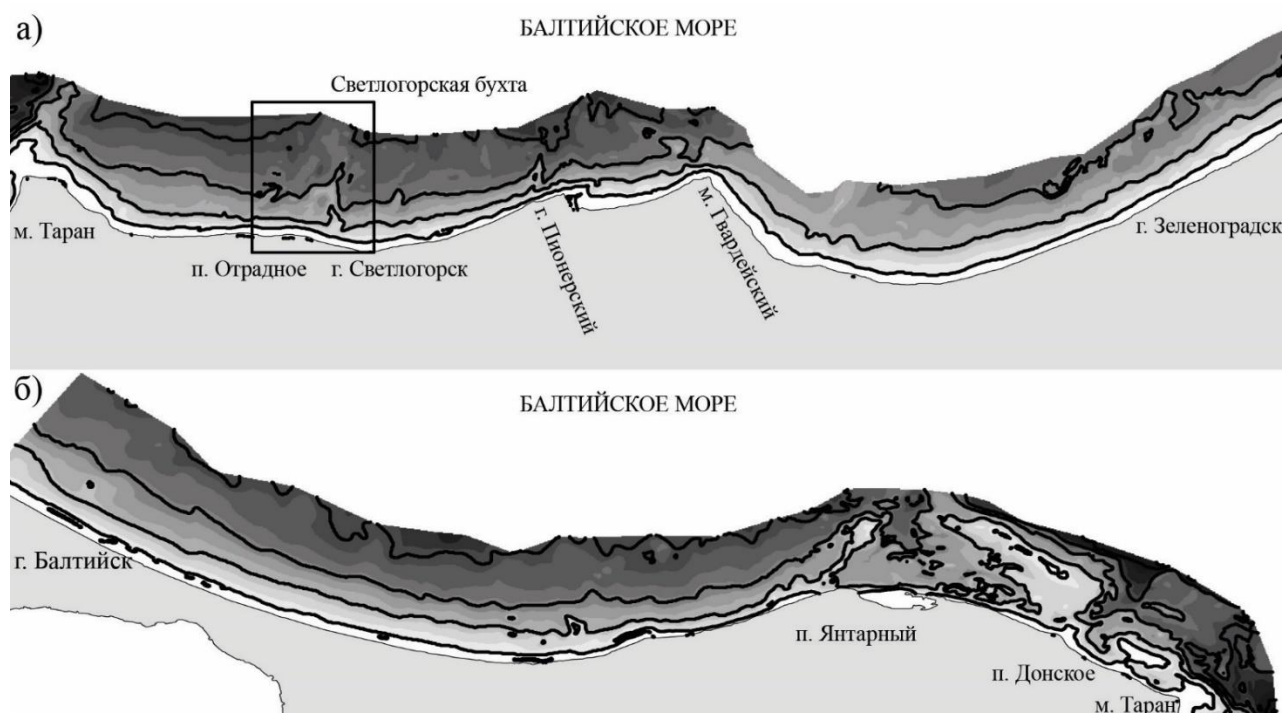 а)
БАЛТИЙСКОЕ МОРЕ
Светлогорская бухта
м. Таран
п. Отрадное
г. Светлогорск
г. Пионерский
м. Гвардейский
г. Зеленоградск
б)
БАЛТИЙСКОЕ МОРЕ
г. Балтийск
п. Янтарный
п. Донское
м. Таран